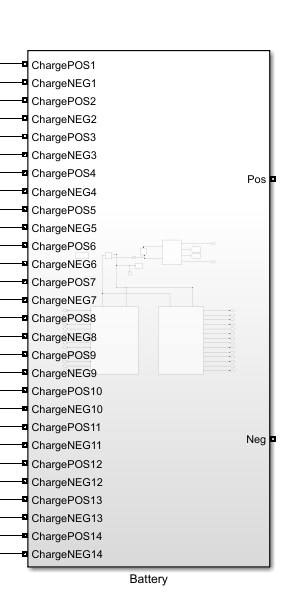 ChargePOS1
ChargeNEG1
ChargePOS2
ChargeNEG2
ChargePOS3
ChargeNEG3
ChargePOS4
Pos
ChargeNEG4
ChargePOS5
ChargeNEG5
ChargePOS6
ChargeNEG6
ChargePOS7
ChargeNEG7
ChargePOS8
ChargeNEG8
ChargePOS9
ChargeNEG9
ChargePOS10
ChargeNEG10
ChargePOS11
Neg
ChargeNEG11
ChargePOS12
ChargeNEG12
ChargePOS13
ChargeNEG13
ChargePOS14
ChargeNEG14
Battery